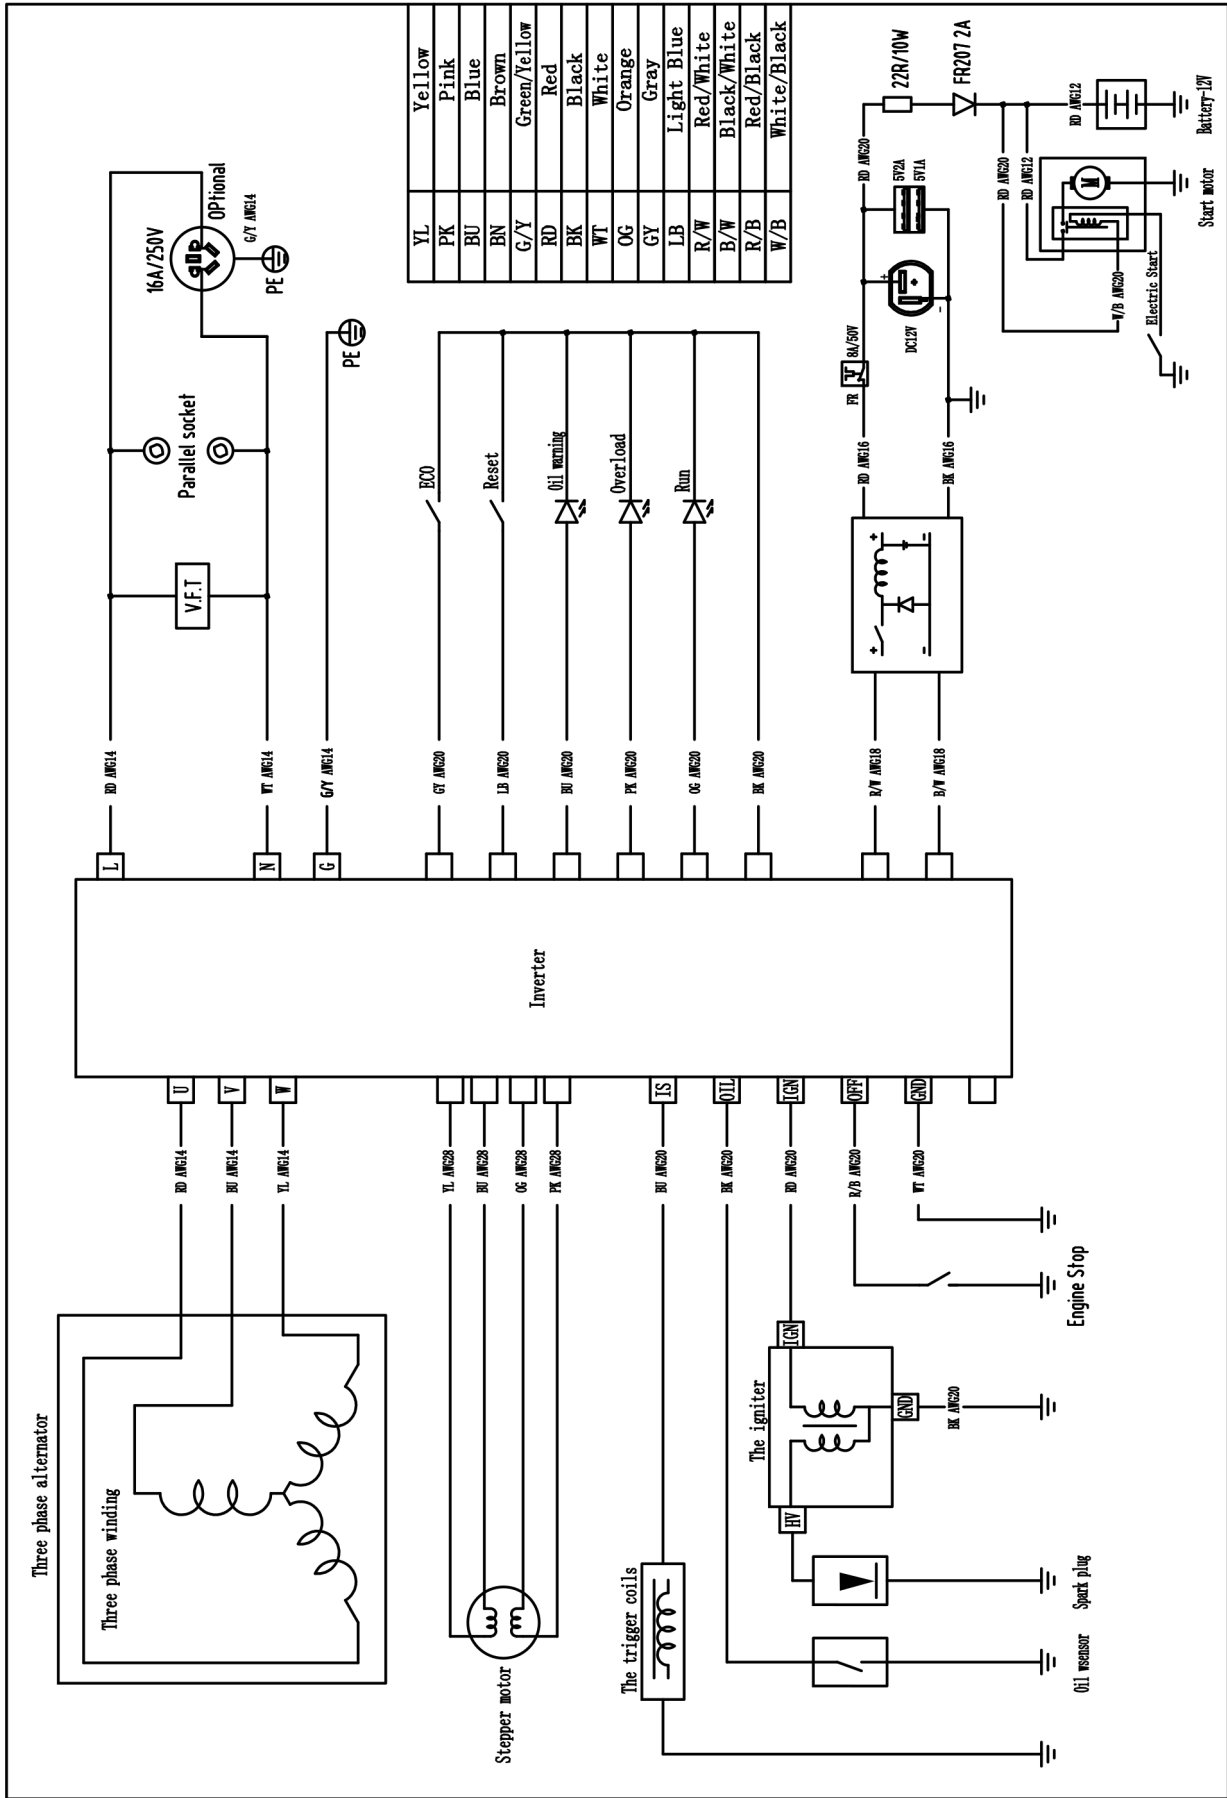 Three phase alternator
Three phase winding
RD AWG14
BU AWG14
YL AWG14
U
V
W
Stepper motor
YL AWG28
BU AWG28
OG AWG28
PK AWG28
The trigger coils
BU AWG20
IS
BK AWG20
OIL
RD AWG20
IGN
R/B AWG20
OFF
WT AWG20
GND
The igniter
IGN
HV
GND
BK AWG20
Oil wsensor
Spark plug
Engine Stop
Inverter
L
N
G
RD AWG14
WT AWG14
G/Y AWG14
V.F.T
Parallel socket
16A/250V
OPtional
G/Y AWG14
PE
PE
GY AWG20
ECO
LB AWG20
Reset
BU AWG20
Oil warning
PK AWG20
Overload
OG AWG20
Run
BK AWG20
YL Yellow
PK Pink
BU Blue
BN Brown
G/Y Green/Yellow
RD Red
BK Black
WT White
OG Orange
GY Gray
LB Light Blue
R/W Red/White
B/W Black/White
R/B Red/Black
W/B White/Black
R/W AWG18
B/W AWG18
+ +
- -
RD AWG16
BK AWG16
FR
8A/50V
DC12V
+
-
5V2A
5V1A
RD AWG20
22R/10W
FR207 2A
RD AWG20
RD AWG12
RD AWG12
W/B AWG20
Electric Start
M
Start motor
Battery-12V